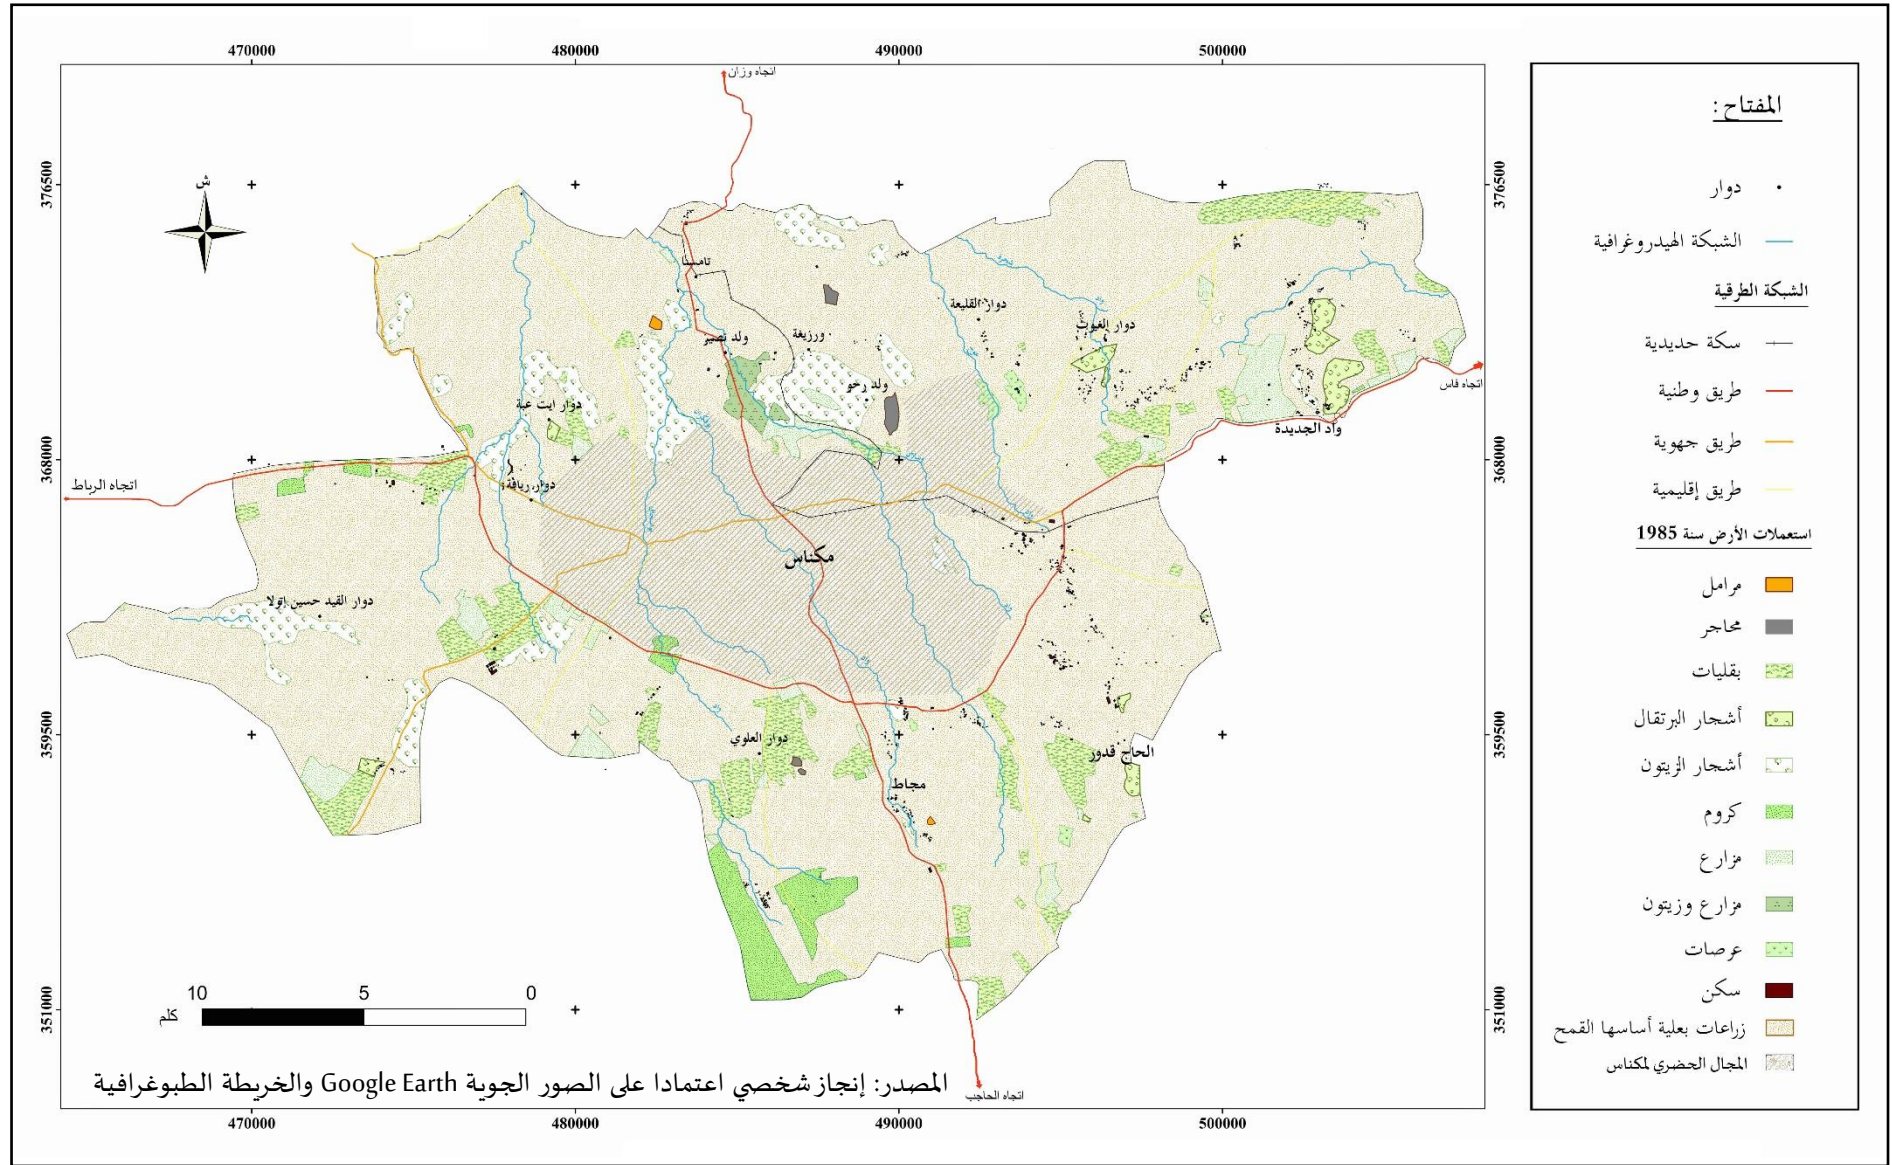 470000 480000 490000 500000
اتجاه وزان
376500 376500
ش
تامسنا
دوار القليعة
دوار الغيوث
ولد نصير
ورزيغة
ولد رحو
اتجاه فاس
دوار ايت عبة
واد الجديدة
368000 368000
اتجاه الرباط
دوار ريافة
مكناس
دوار القيد حسين اولا
359500 359500
دوار العلوي
الحاج قدور
مجاط
10 5 0
كلم
351000 351000
المصدر: إنجاز شخصي اعتمادا على الصور الجوية Google Earth والخريطة الطبوغرافية
اتجاه الحاجب
470000 480000 490000 500000
المفتاح:
دوار
الشبكة الهيدروغرافية
الشبكة الطرقية
سكة حديدية
طريق وطنية
طريق جهوية
طريق إقليمية
استعملات الأرض سنة 1985
مرامل
محاجر
بقليات
أشجار البرتقال
أشجار الزيتون
كروم
مزارع
مزارع وزيتون
عرصات
سكن
زراعات بعلية أساسها القمح
المجال الحضري لمكناس